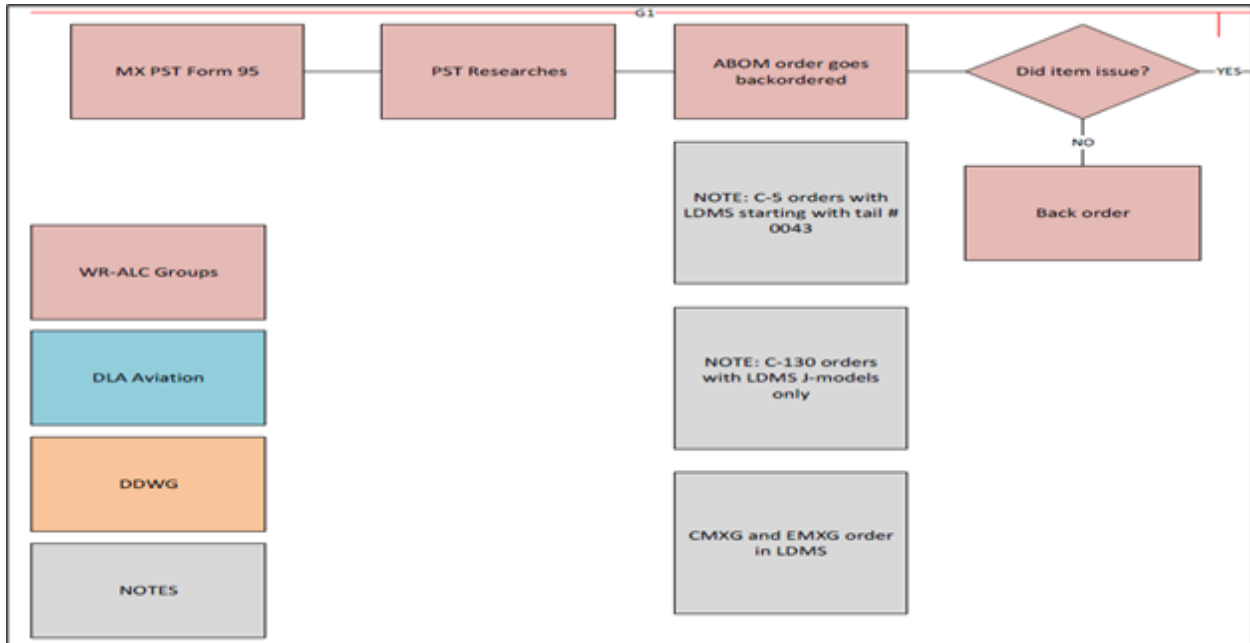 G1
MX PST Form 95
PST Researches
ABOM order goes
backordered
Did item issue?
YES
NO
Back order
NOTE: C-5 orders with
LDMS starting with tail #
0043
NOTE: C-130 orders
with LDMS J-models
only
CMXG and EMXG order
in LDMS
WR-ALC Groups
DLA Aviation
DDWG
NOTES